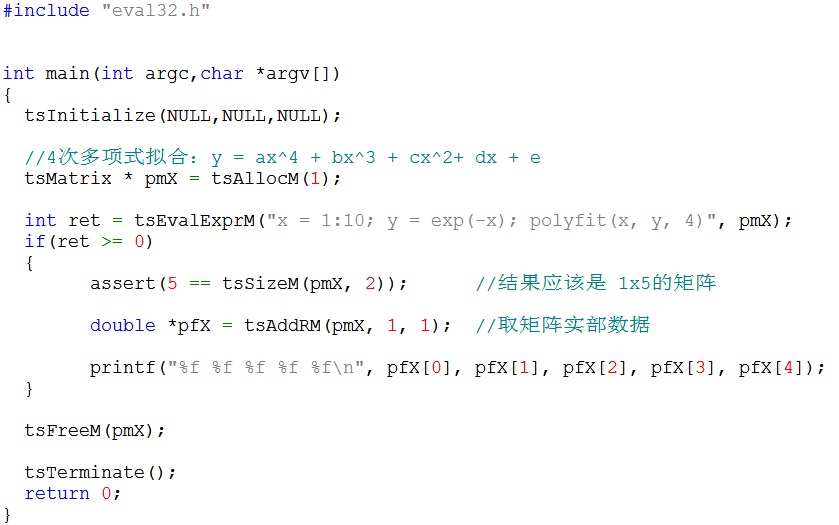 #include "eval32.h"
int main(int argc,char *argv[])
{
tsInitialize(NULL,NULL,NULL);
//4次多项式拟合：y = ax^4 + bx^3 + cx^2+ dx + e
tsMatrix * pmX = tsAllocM(1);
int ret = tsEvalExprM("x = 1:10; y = exp(-x); polyfit(x, y, 4)", pmX);
if(ret >= 0)
{
assert(5 == tsSizeM(pmX, 2)); //结果应该是 1x5的矩阵
double *pfX = tsAddRM(pmX, 1, 1); //取矩阵实部数据
printf("%f %f %f %f %f\n", pfX[0], pfX[1], pfX[2], pfX[3], pfX[4]);
}
tsFreeM(pmX);
tsTerminate();
return 0;
}